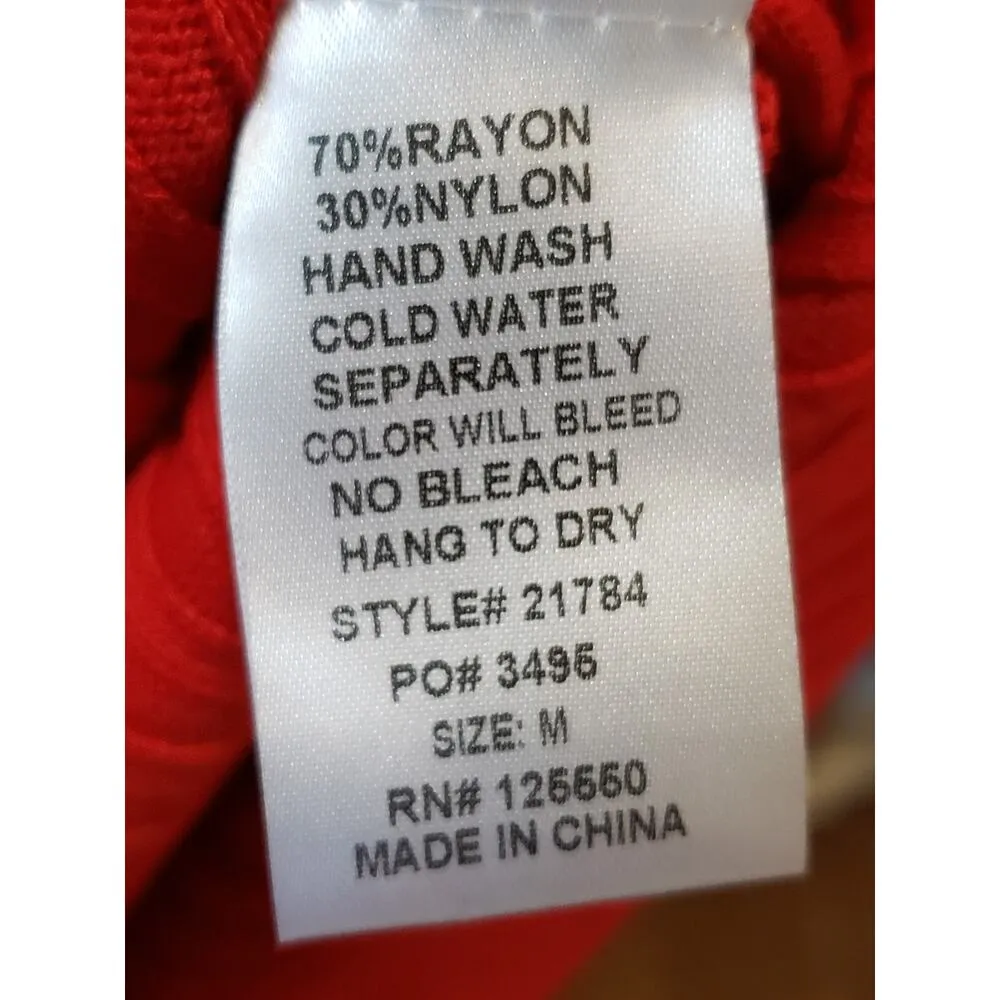 70%RAYON
30%NYLON
HAND WASH
COLD WATER
SEPARATELY
COLOR WILL BLEED
NO BLEACH
HANG TO DRY
STYLE# 21784
PO# 3495
SIZE: M
RN#
MADE IN CHINA